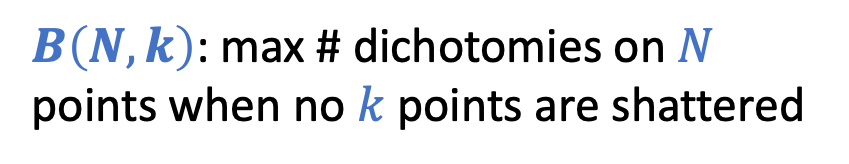 B(N, k): max # dichotomies on N
points when no k points are shattered